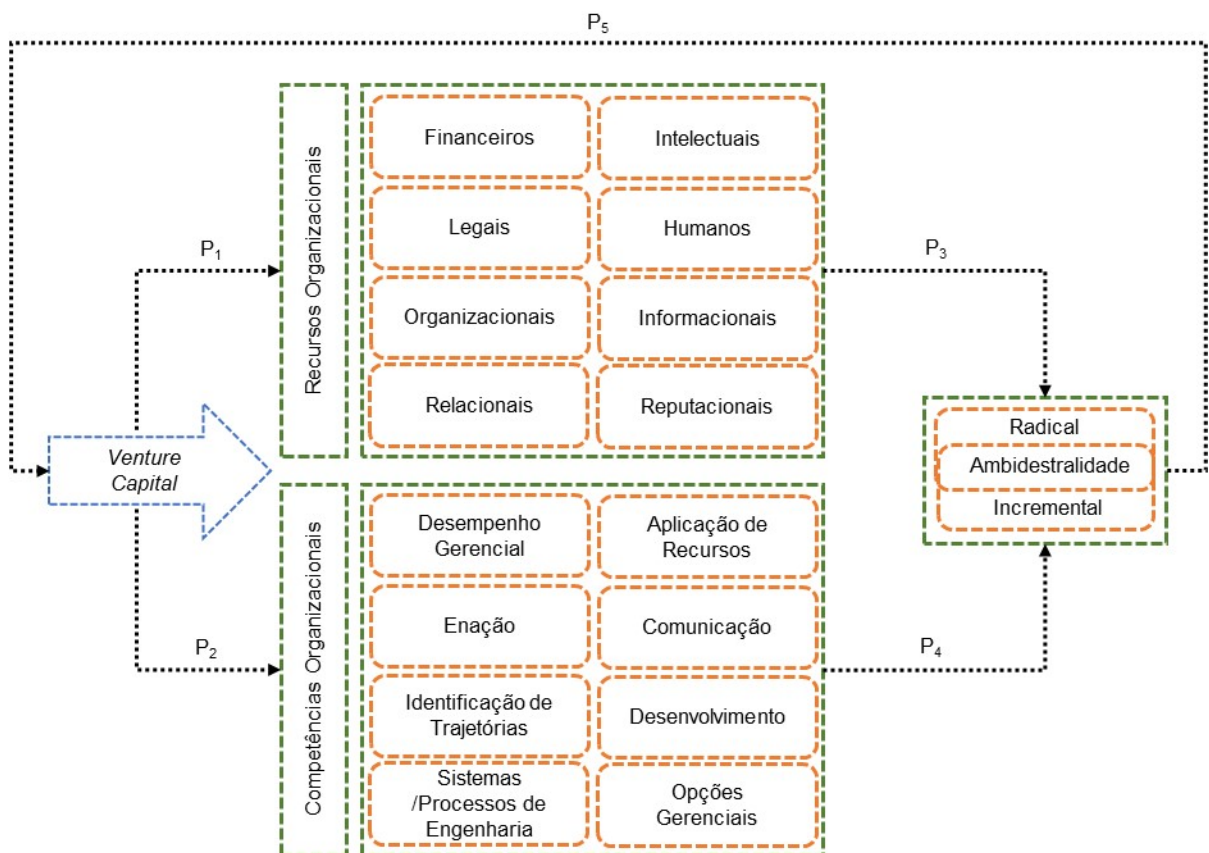 P5
Recursos Organizacionais
Financeiros
Intelectuais
Legais
Humanos
P1
P3
Organizacionais
Informacionais
Relacionais
Reputacionais
Venture
Capital
Radical
Ambidestralidade
Incremental
Competências Organizacionais
Desempenho
Gerencial
Aplicação de
Recursos
Enação
Comunicação
P2
P4
Identificação de
Trajetórias
Desenvolvimento
Sistemas
/Processos de
Engenharia
Opções
Gerenciais